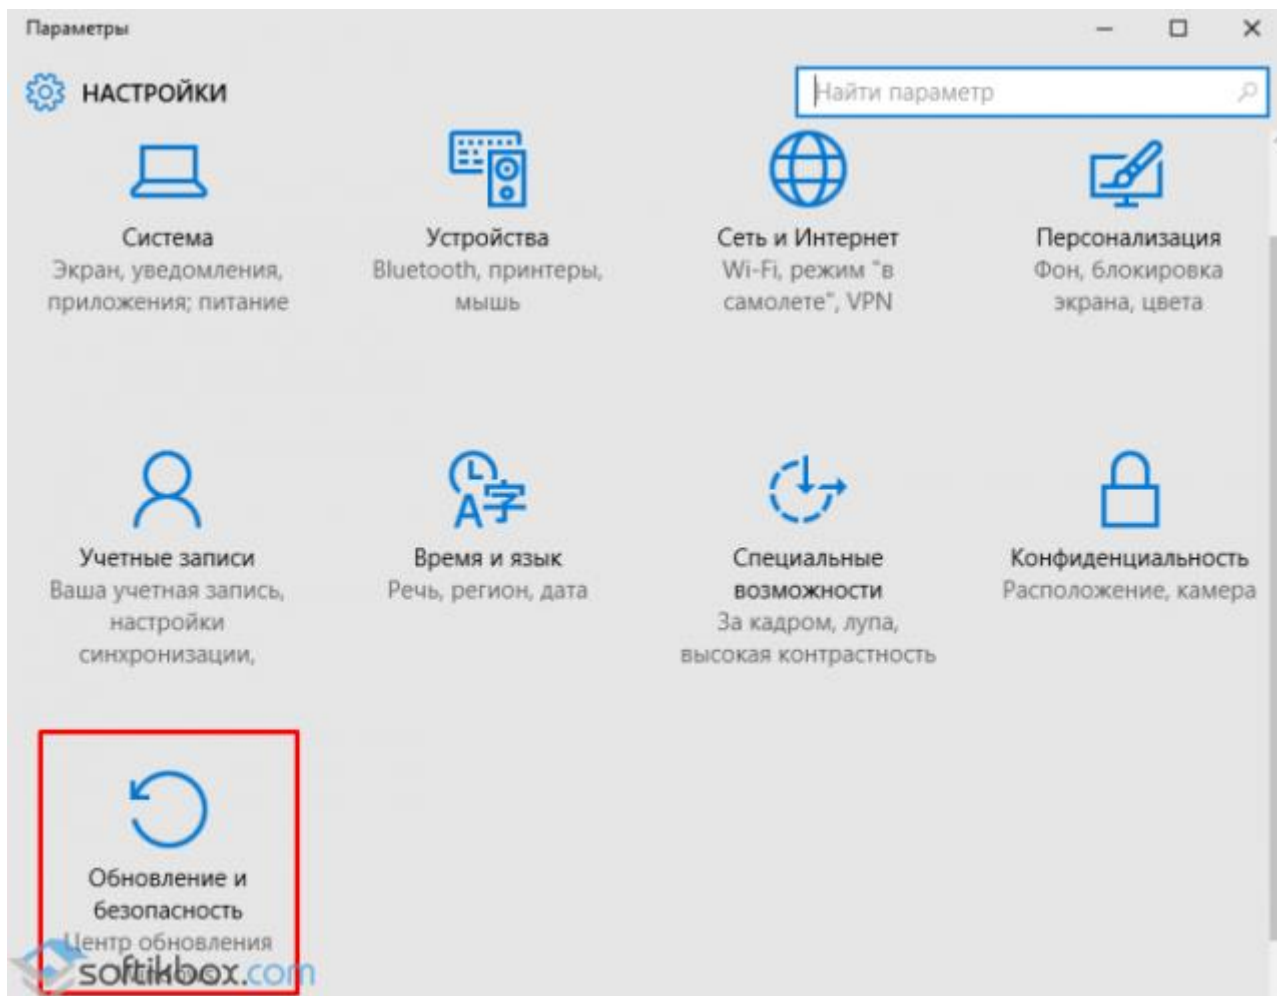 Параметры
НАСТРОЙКИ
Найти параметр
Система
Экран, уведомления,
приложения; питание
Устройства
Bluetooth, принтеры,
мышь
Сеть и Интернет
Wi-Fi, режим "в
самолете", VPN
Персонализация
Фон, блокировка
экрана, цвета
Учетные записи
Ваша учетная запись,
настройки
синхронизации,
A字
Время и язык
Речь, регион, дата
Специальные
возможности
За кадром, лупа,
высокая контрастность
Конфиденциальность
Расположение, камера
Обновление и
безопасность
Центр обновления
softikbox.com